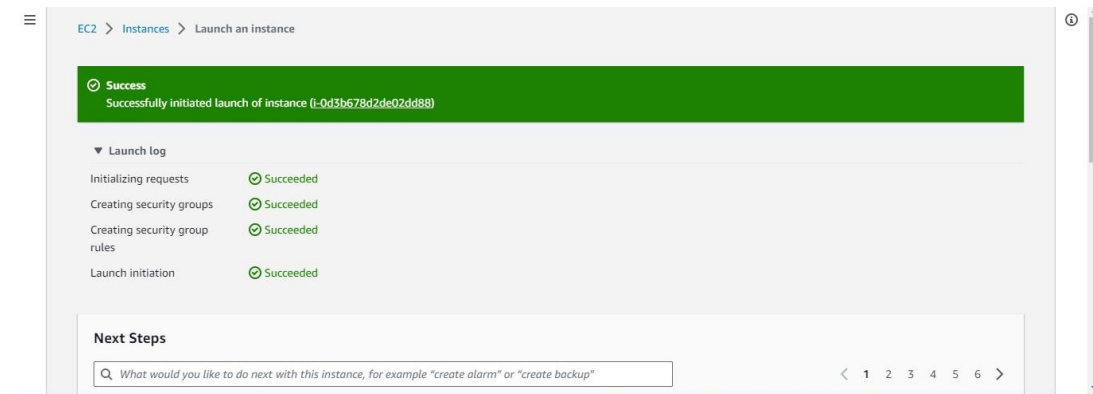 EC2 > Instances > Launch an instance
Success
Successfully initiated launch of instance (i-0d3b678d2de02dd88)
▼ Launch log
Initializing requests Succeeded
Creating security groups Succeeded
Creating security group Succeeded
rules
Launch initiation Succeeded
Next Steps
What would you like to do next with this instance, for example "create alarm" or "create backup"
< 1 2 3 4 5 6 >